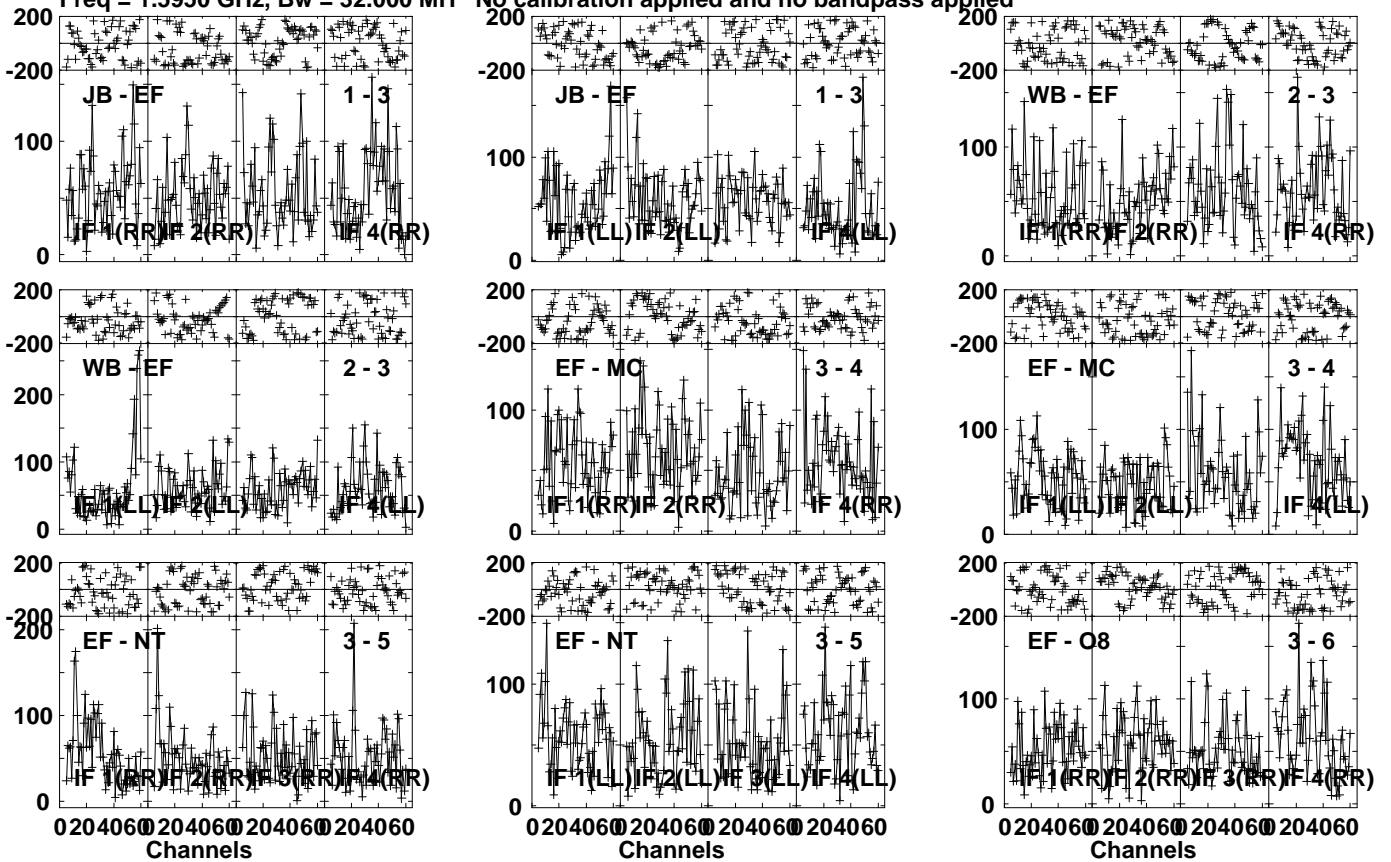 Freq = 1.5950 GHz, Bw = 32.000 MH No calibration applied and no bandpass applied
200 200 200
-200 -200 -200
JB - EF 1 - 3 JB - EF 1 - 3 WB - EF 2 - 3
100 100 100
IF 1(RR) IF 2(RR) IF 4(RR) IF 1(LL) IF 2(LL) IF 4(LL) IF 1(RR) IF 2(RR) IF 4(RR)
0 0 0
200 200 200
-200 -200 -200
WB - EF 2 - 3 EF - MC 3 - 4 EF - MC 3 - 4
200
100 100 100
IF 1(LL) IF 2(LL) IF 4(LL) IF 1(RR) IF 2(RR) IF 4(RR) IF 1(LL) IF 2(LL) IF 4(LL)
0 0 0
200 200 200
-200 -200 -200
200
EF - NT 3 - 5 EF - NT 3 - 5 EF - O8 3 - 6
100 100 100
IF 1(RR) IF 2(RR) IF 3(RR) IF 4(RR) IF 1(LL) IF 2(LL) IF 3(LL) IF 4(LL) IF 1(RR) IF 2(RR) IF 3(RR) IF 4(RR)
0 0 0
0 20 40 60 0 20 40 60 0 20 40 60 0 20 40 60 0 20 40 60 0 20 40 60 0 20 40 60 0 20 40 60 0 20 40 60 0 20 40 60 0 20 40 60 0 20 40 60
Channels Channels Channels